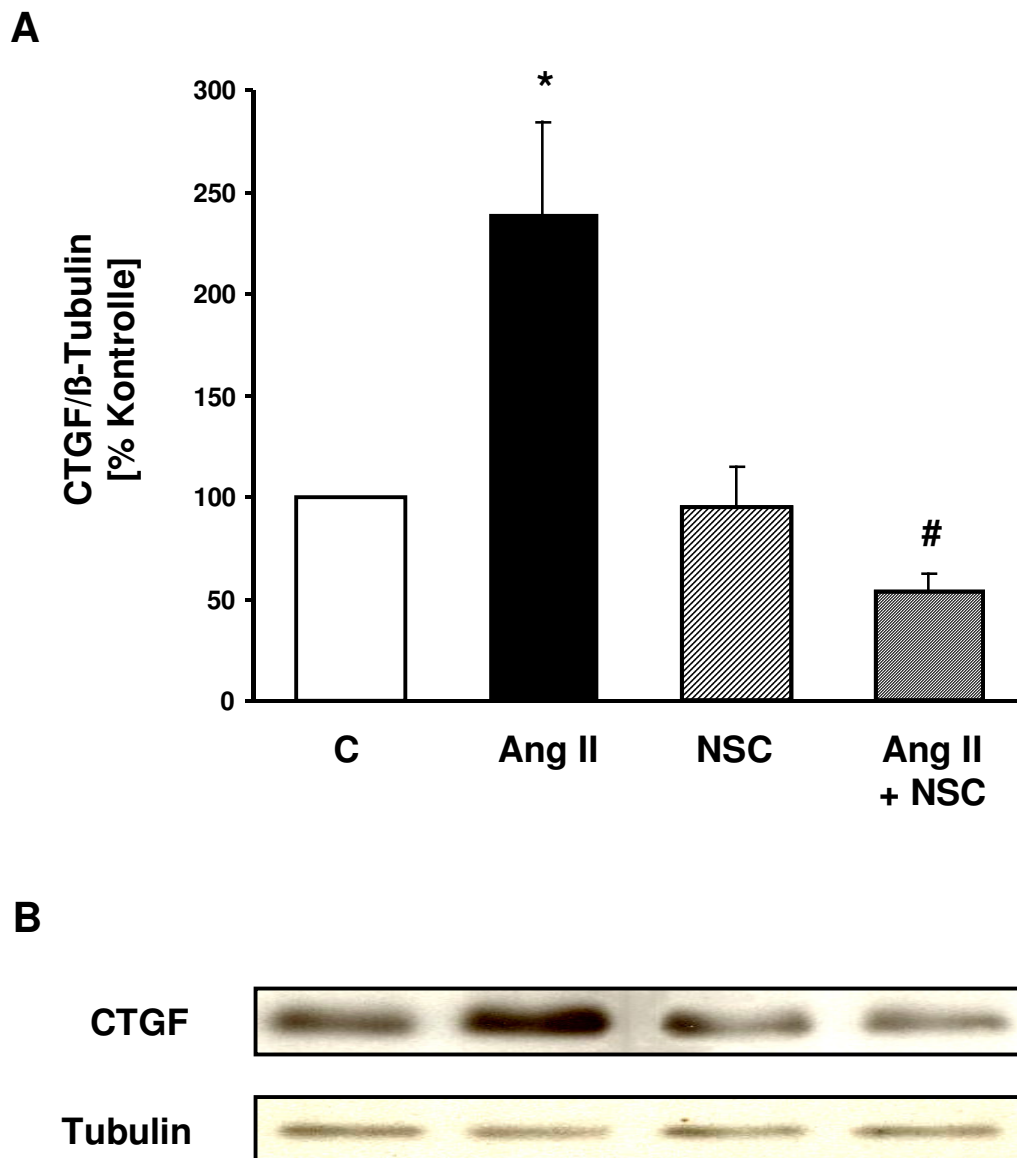 A
*
300
250
200
150
100
50
0
CTGF/ß-Tubulin
[% Kontrolle]
#
C
Ang II
NSC
Ang II
+ NSC
B
CTGF
Tubulin